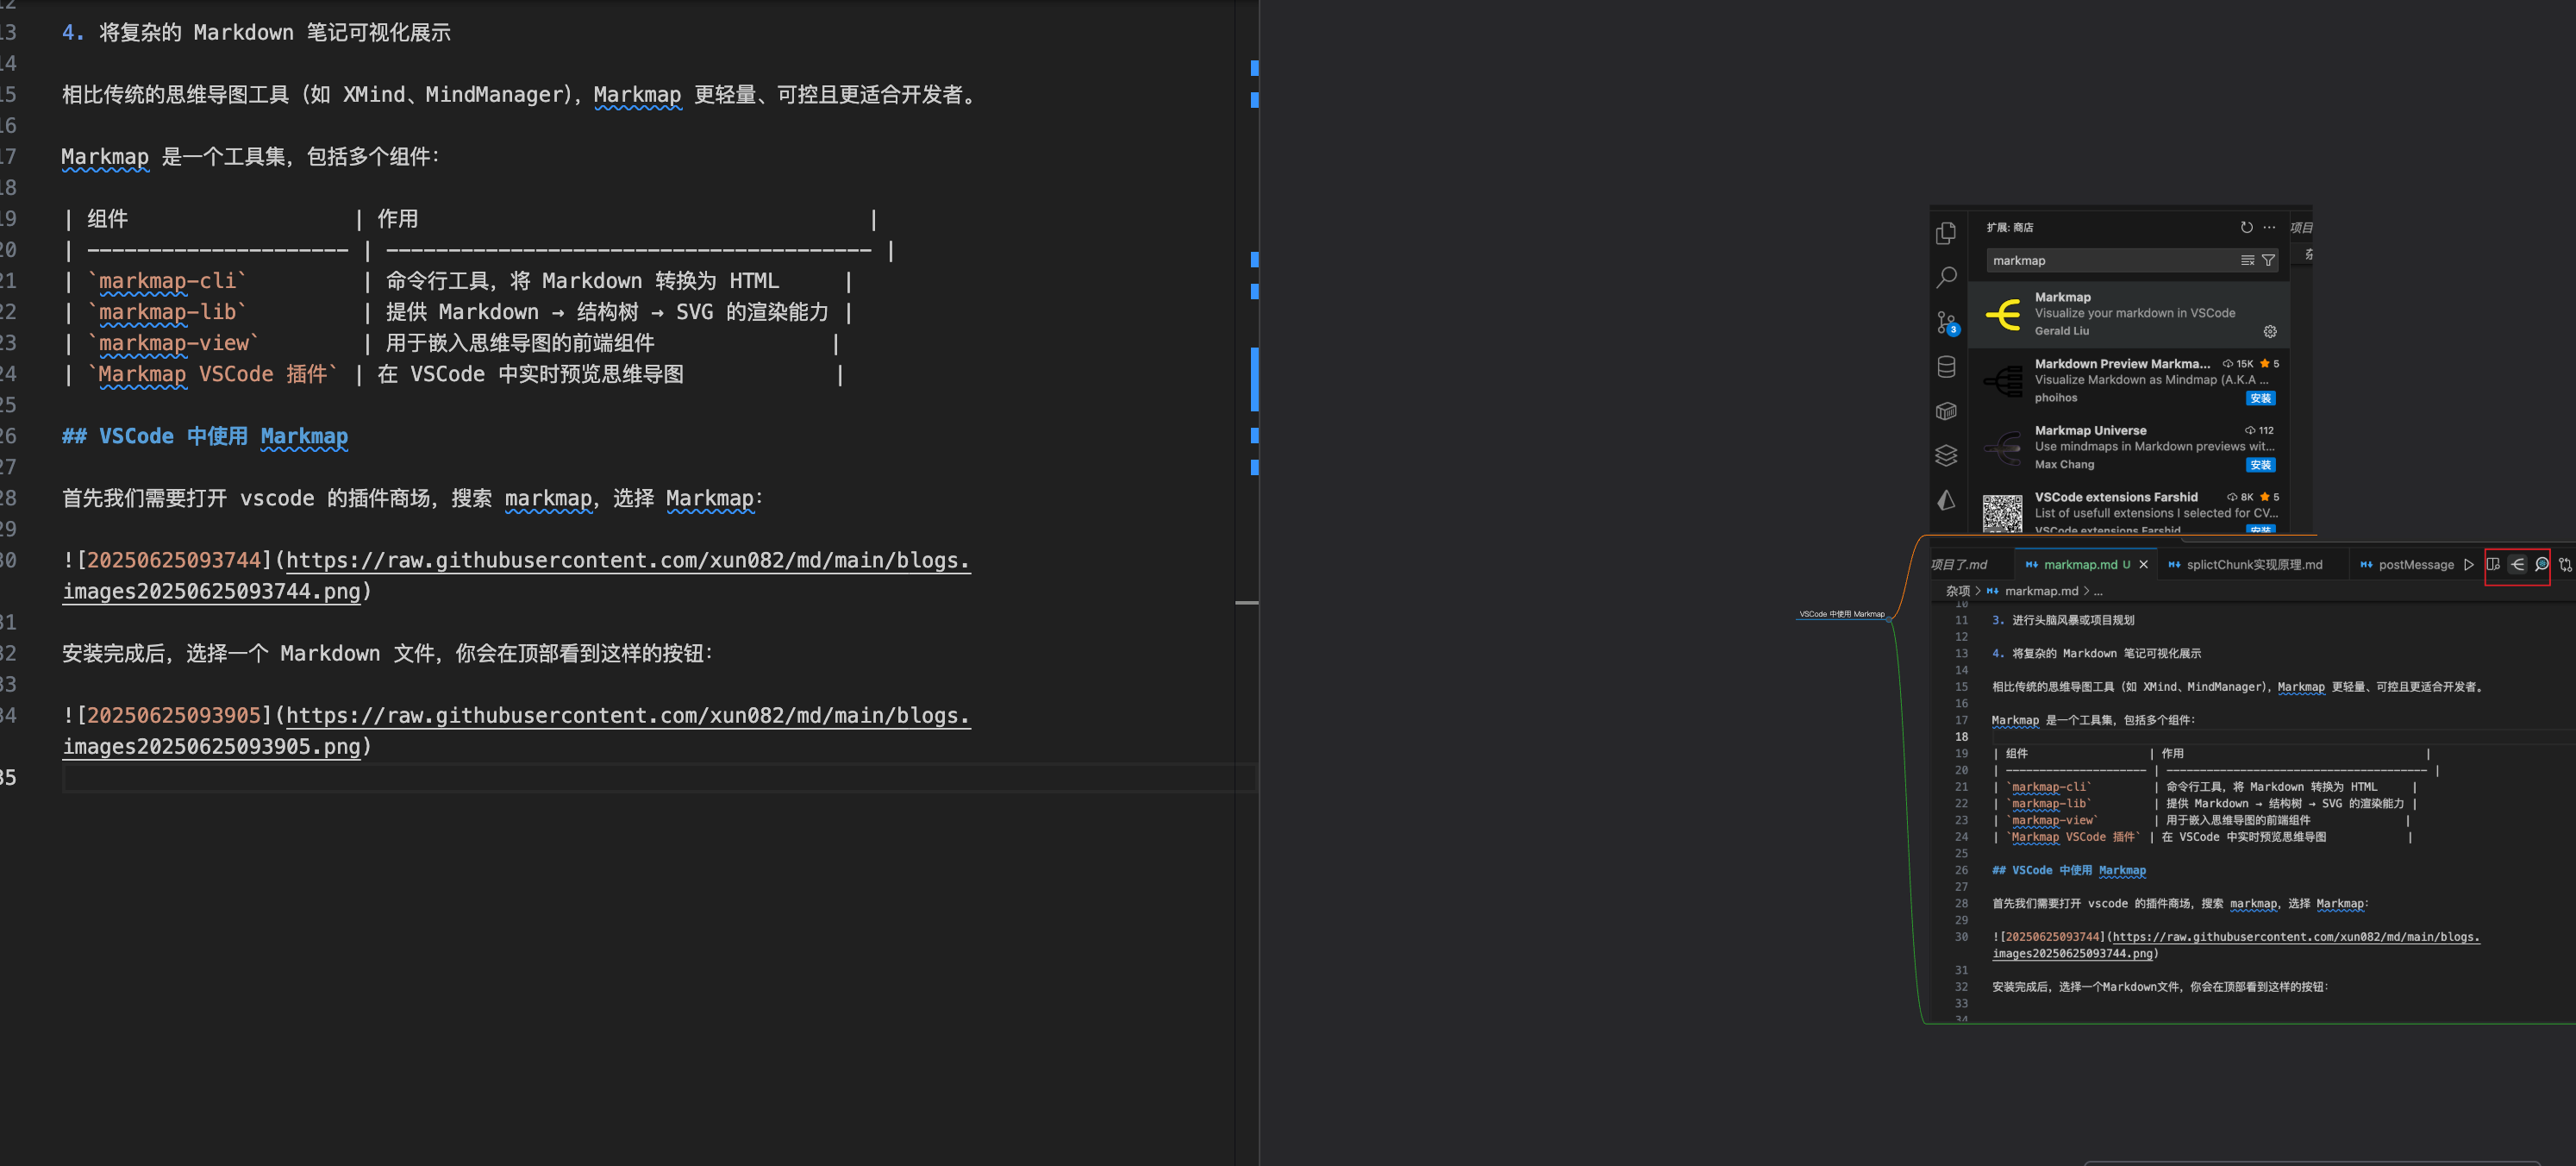 12
13 4. 将复杂的 Markdown 笔记可视化展示
14
15 相比传统的思维导图工具（如 XMind、MindManager），Markmap 更轻量、可控且更适合开发者。
16
17 Markmap 是一个工具集，包括多个组件：
18
19 | 组件 | 作用 |
20 | --------------------- | --------------------------------------- |
21 | `markmap-cli` | 命令行工具，将 Markdown 转换为 HTML |
22 | `markmap-lib` | 提供 Markdown → 结构树 → SVG 的渲染能力 |
23 | `markmap-view` | 用于嵌入思维导图的前端组件 |
24 | `Markmap VSCode 插件` | 在 VSCode 中实时预览思维导图 |
25
26 ## VSCode 中使用 Markmap
27
28 首先我们需要打开 vscode 的插件商场，搜索 markmap，选择 Markmap：
29
30 ![20250625093744](https://raw.githubusercontent.com/xun082/md/main/blogs.
images20250625093744.png)
31
32 安装完成后，选择一个 Markdown 文件，你会在顶部看到这样的按钮：
33
34 ![20250625093905](https://raw.githubusercontent.com/xun082/md/main/blogs.
images20250625093905.png)
35
VSCode 中使用 Markmap
扩展: 商店
项目
markmap
Markmap
Visualize your markdown in VSCode
Gerald Liu
3
Markdown Preview Markma... 15K 5
Visualize Markdown as Mindmap (A.K.A ...
phoihos 安装
Markmap Universe 112
Use mindmaps in Markdown previews wit...
Max Chang 安装
VSCode extensions Farshid 8K 5
List of usefull extensions I selected for CV...
VSCode extensions Farshid 安装
项目了.md markmap.md U splictChunk实现原理.md postMessage
杂项 > markmap.md > ...
10
11 3. 进行头脑风暴或项目规划
12
13 4. 将复杂的 Markdown 笔记可视化展示
14
15 相比传统的思维导图工具（如 XMind、MindManager），Markmap 更轻量、可控且更适合开发者。
16
17 Markmap 是一个工具集，包括多个组件：
18
19 | 组件 | 作用 |
20 | --------------------- | --------------------------------------- |
21 | `markmap-cli` | 命令行工具，将 Markdown 转换为 HTML |
22 | `markmap-lib` | 提供 Markdown → 结构树 → SVG 的渲染能力 |
23 | `markmap-view` | 用于嵌入思维导图的前端组件 |
24 | `Markmap VSCode 插件` | 在 VSCode 中实时预览思维导图 |
25
26 ## VSCode 中使用 Markmap
27
28 首先我们需要打开 vscode 的插件商场，搜索 markmap，选择 Markmap：
29
30 ![20250625093744](https://raw.githubusercontent.com/xun082/md/main/blogs.
images20250625093744.png)
31
32 安装完成后，选择一个Markdown文件，你会在顶部看到这样的按钮：
33
34